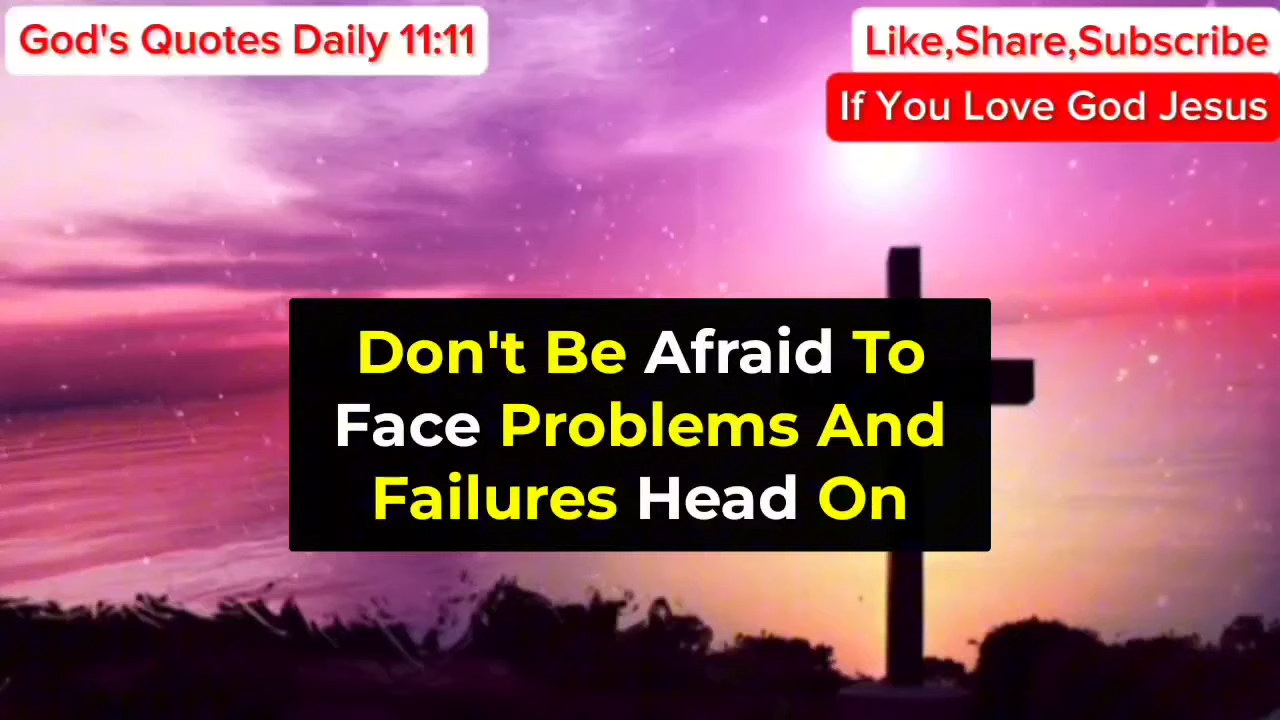 God's Quotes Daily 11:11
Like,Share,Subscribe
If You Love God Jesus
Don't Be Afraid To
Face Problems And
Failures Head On